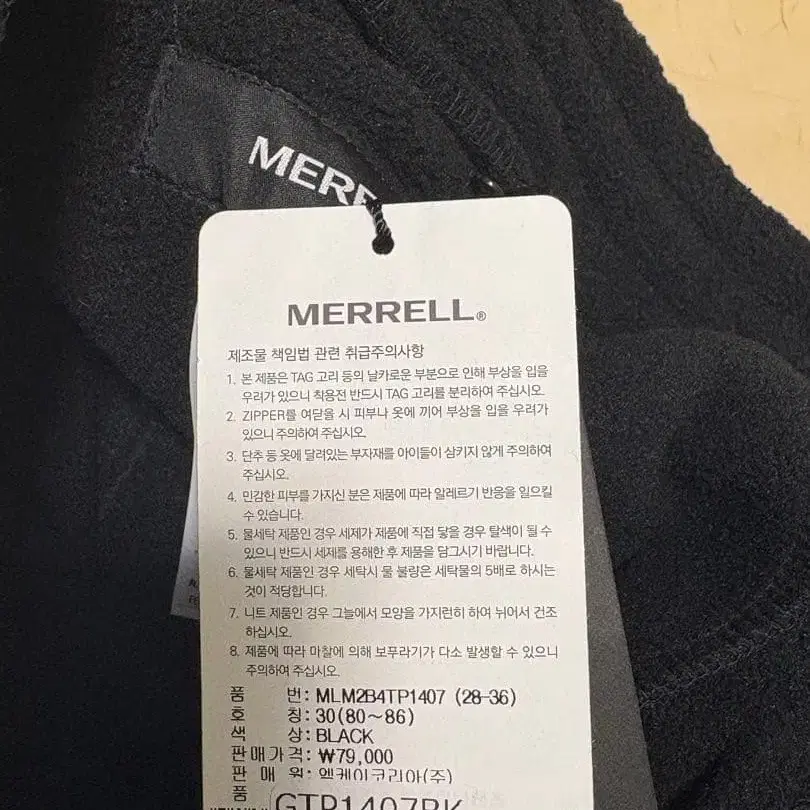 MERR
MERRELL®
제조물 책임법 관련 취급주의사항
1. 본 제품은 TAG 고리 등의 날카로운 부분으로 인해 부상을 입을
우려가 있으니 착용전 반드시 TAG 고리를 분리하여 주십시오.
2. ZIPPER를 여닫을 시 피부나 옷에 끼어 부상을 입을 우려가
있으니 주의하여 주십시오.
3. 단추 등 옷에 달려있는 부자재를 아이들이 삼키지 않게 주의하여
주십시오.
4. 민감한 피부를 가지신 분은 제품에 따라 알레르기 반응을 일으킬
수 있습니다.
5. 물세탁 제품인 경우 세제가 제품에 직접 닿을 경우 탈색이 될 수
있으니 반드시 세제를 용해한 후 제품을 담그시기 바랍니다.
6. 물세탁 제품인 경우 세탁시 물 불량은 세탁물의 5배로 하시는
것이 적당합니다.
7. 니트 제품인 경우 그늘에서 모양을 가지런히 하여 뉘어서 건조
하십시오.
8. 제품에 따라 마찰에 의해 보푸라기가 다소 발생할 수 있으니
주의하여 주십시오.
품 번: MLM2B4TP1407 (28-36)
호 칭: 30(80~86)
색 상: BLACK
판매가격: ₩79,000
판 매 원: 엠케이코리아(주)
품
GTP1407BK